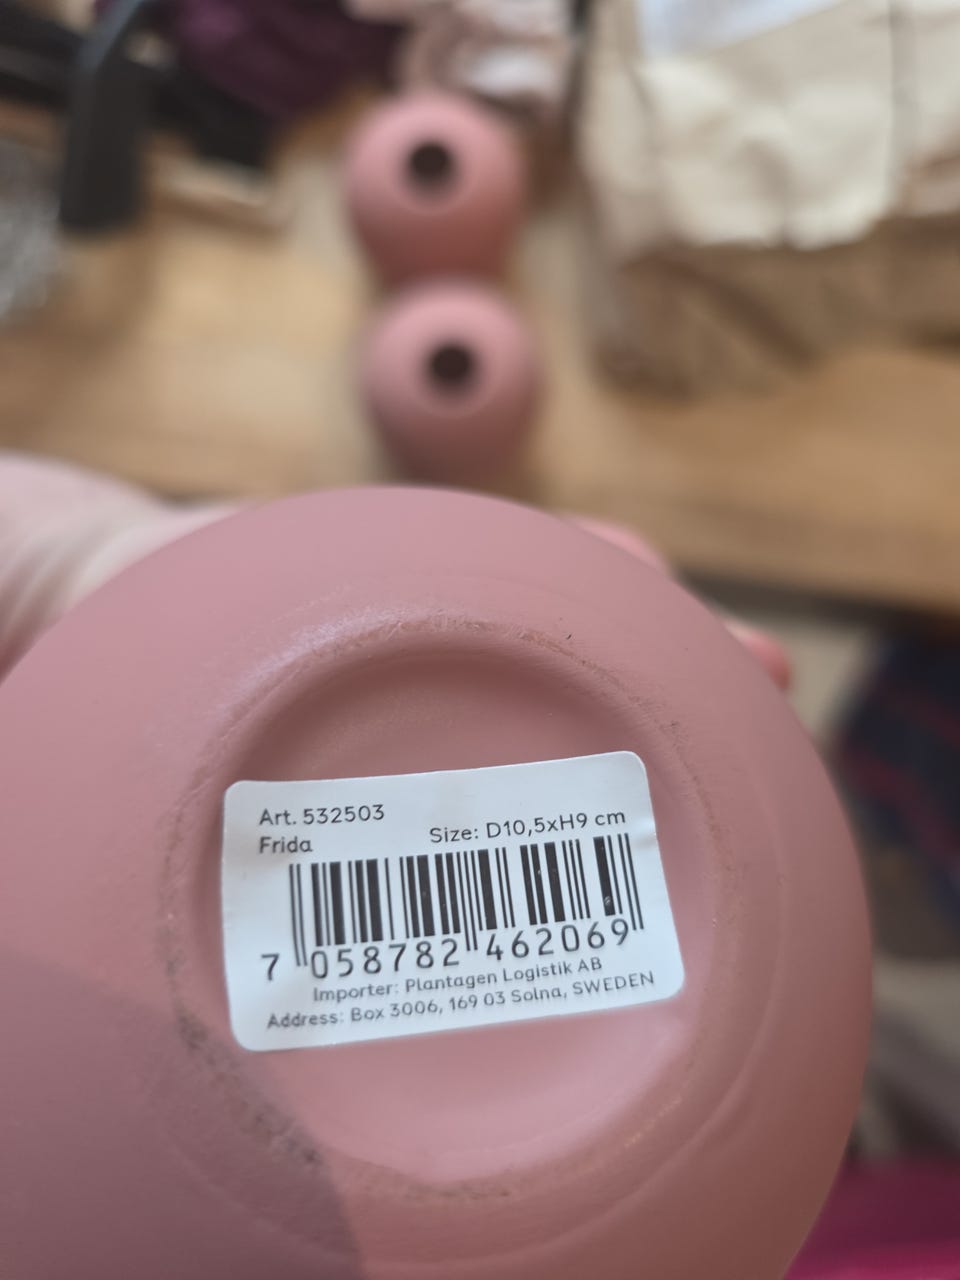 Art. 532503
Frida
Size: D10,5xH9 cm
7 058782 462069
Importer: Plantagen Logistik AB
Address: Box 3006, 169 03 Solna, SWEDEN